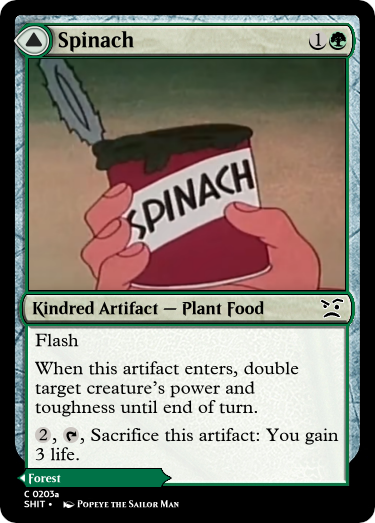 Spinach 1
SPINACH
Kindred Artifact — Plant Food
Flash
When this artifact enters, double
target creature's power and
toughness until end of turn.
2, , Sacrifice this artifact: You gain
3 life.
Forest
C 0203a
SHIT • Popeye the Sailor Man